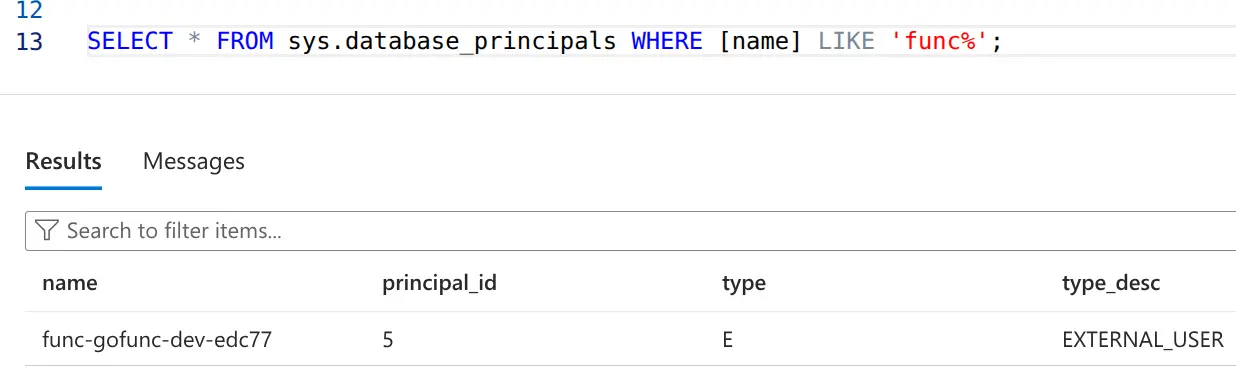 12
13 SELECT * FROM sys.database_principals WHERE [name] LIKE 'func%';
Results Messages
Search to filter items...
name principal_id type type_desc
func-gofunc-dev-edc77 5 E EXTERNAL_USER